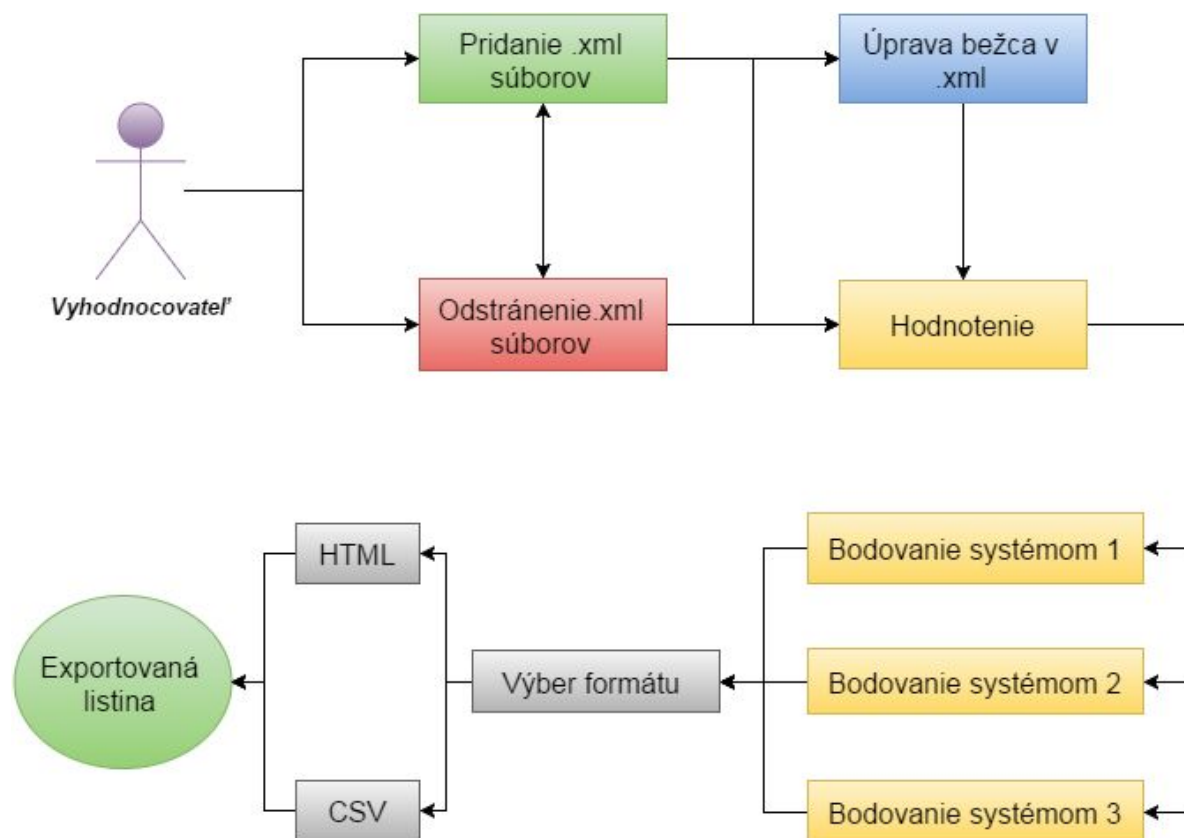 Pridanie .xml
súborov
Úprava bežca v
.xml
Vyhodnocovateľ
Odstránenie.xml
súborov
Hodnotenie
HTML
Bodovanie systémom 1
Exportovaná
listina
Výber formátu
Bodovanie systémom 2
CSV
Bodovanie systémom 3